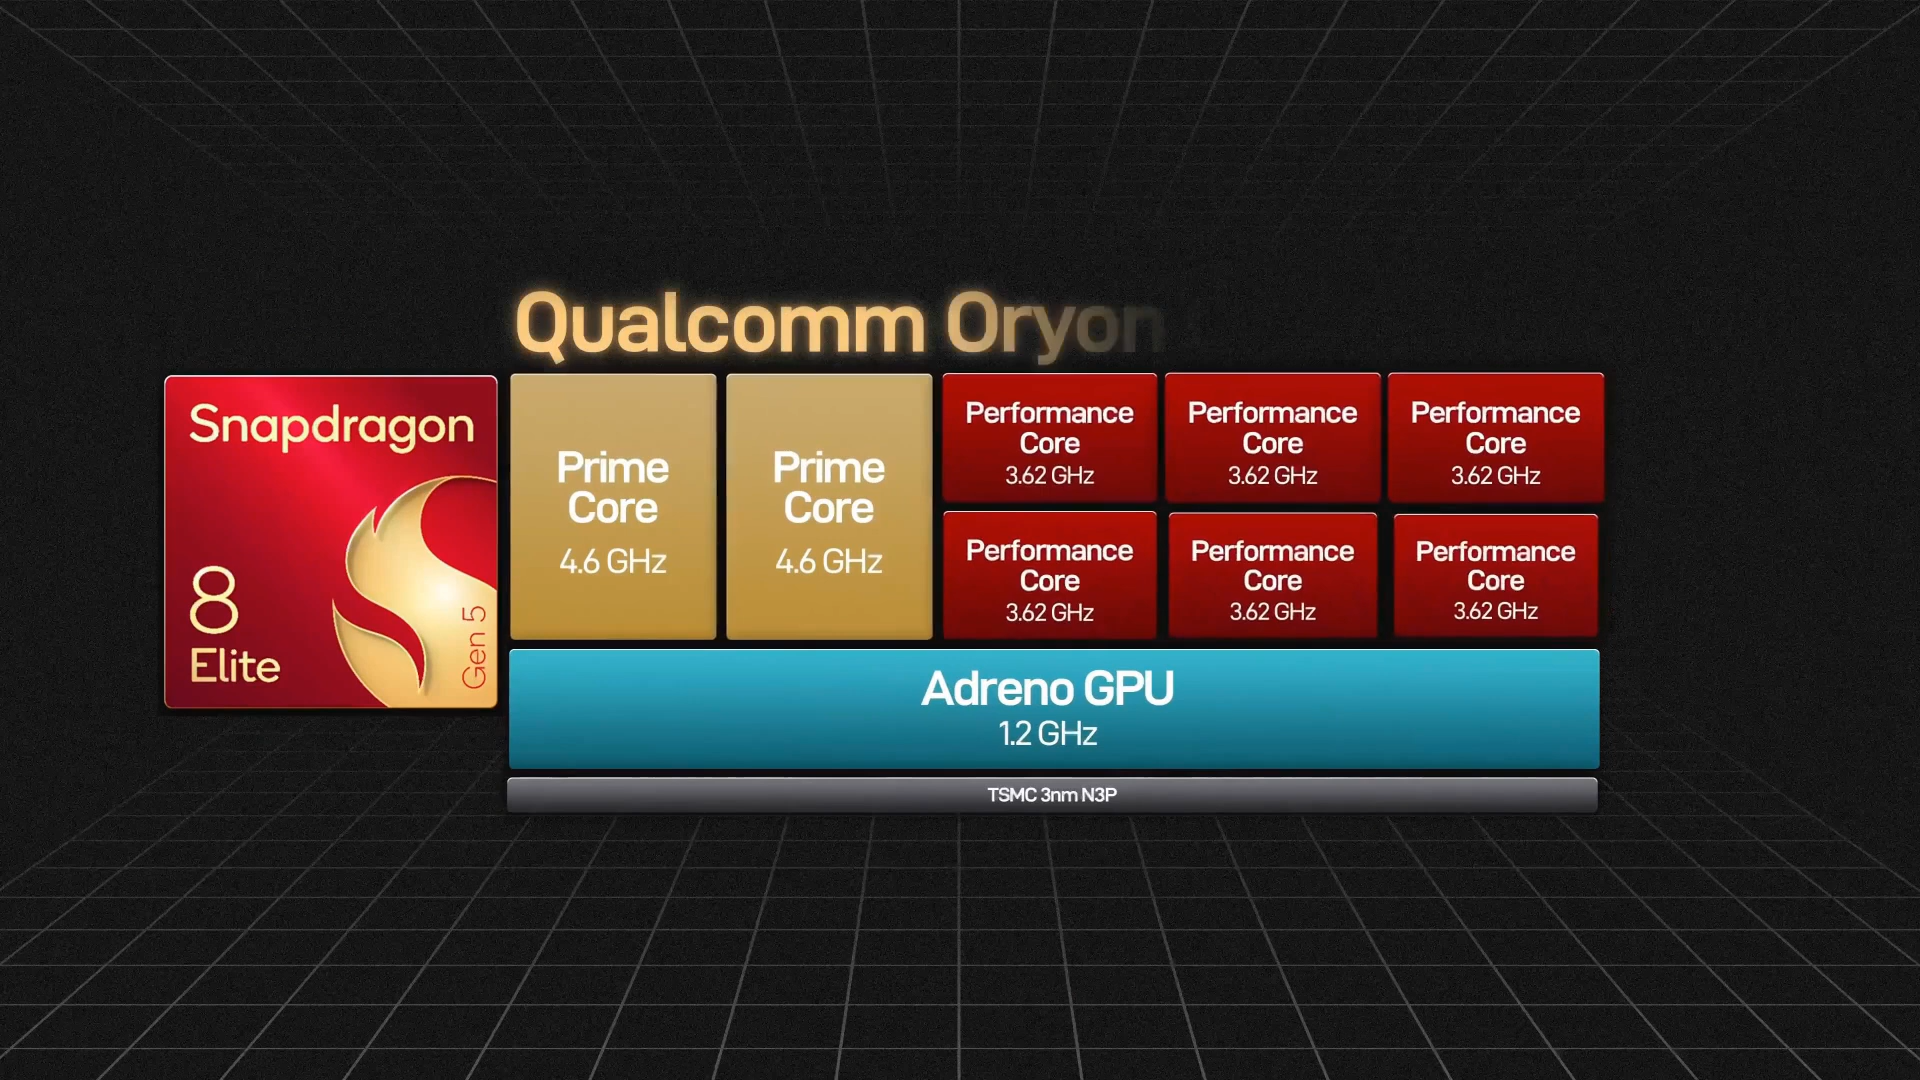 Qualcomm Oryon
Snapdragon
8
Elite
Gen 5
Prime
Core
4.6 GHz
Prime
Core
4.6 GHz
Performance
Core
3.62 GHz
Performance
Core
3.62 GHz
Performance
Core
3.62 GHz
Performance
Core
3.62 GHz
Performance
Core
3.62 GHz
Performance
Core
3.62 GHz
Adreno GPU
1.2 GHz
TSMC 3nm N3P